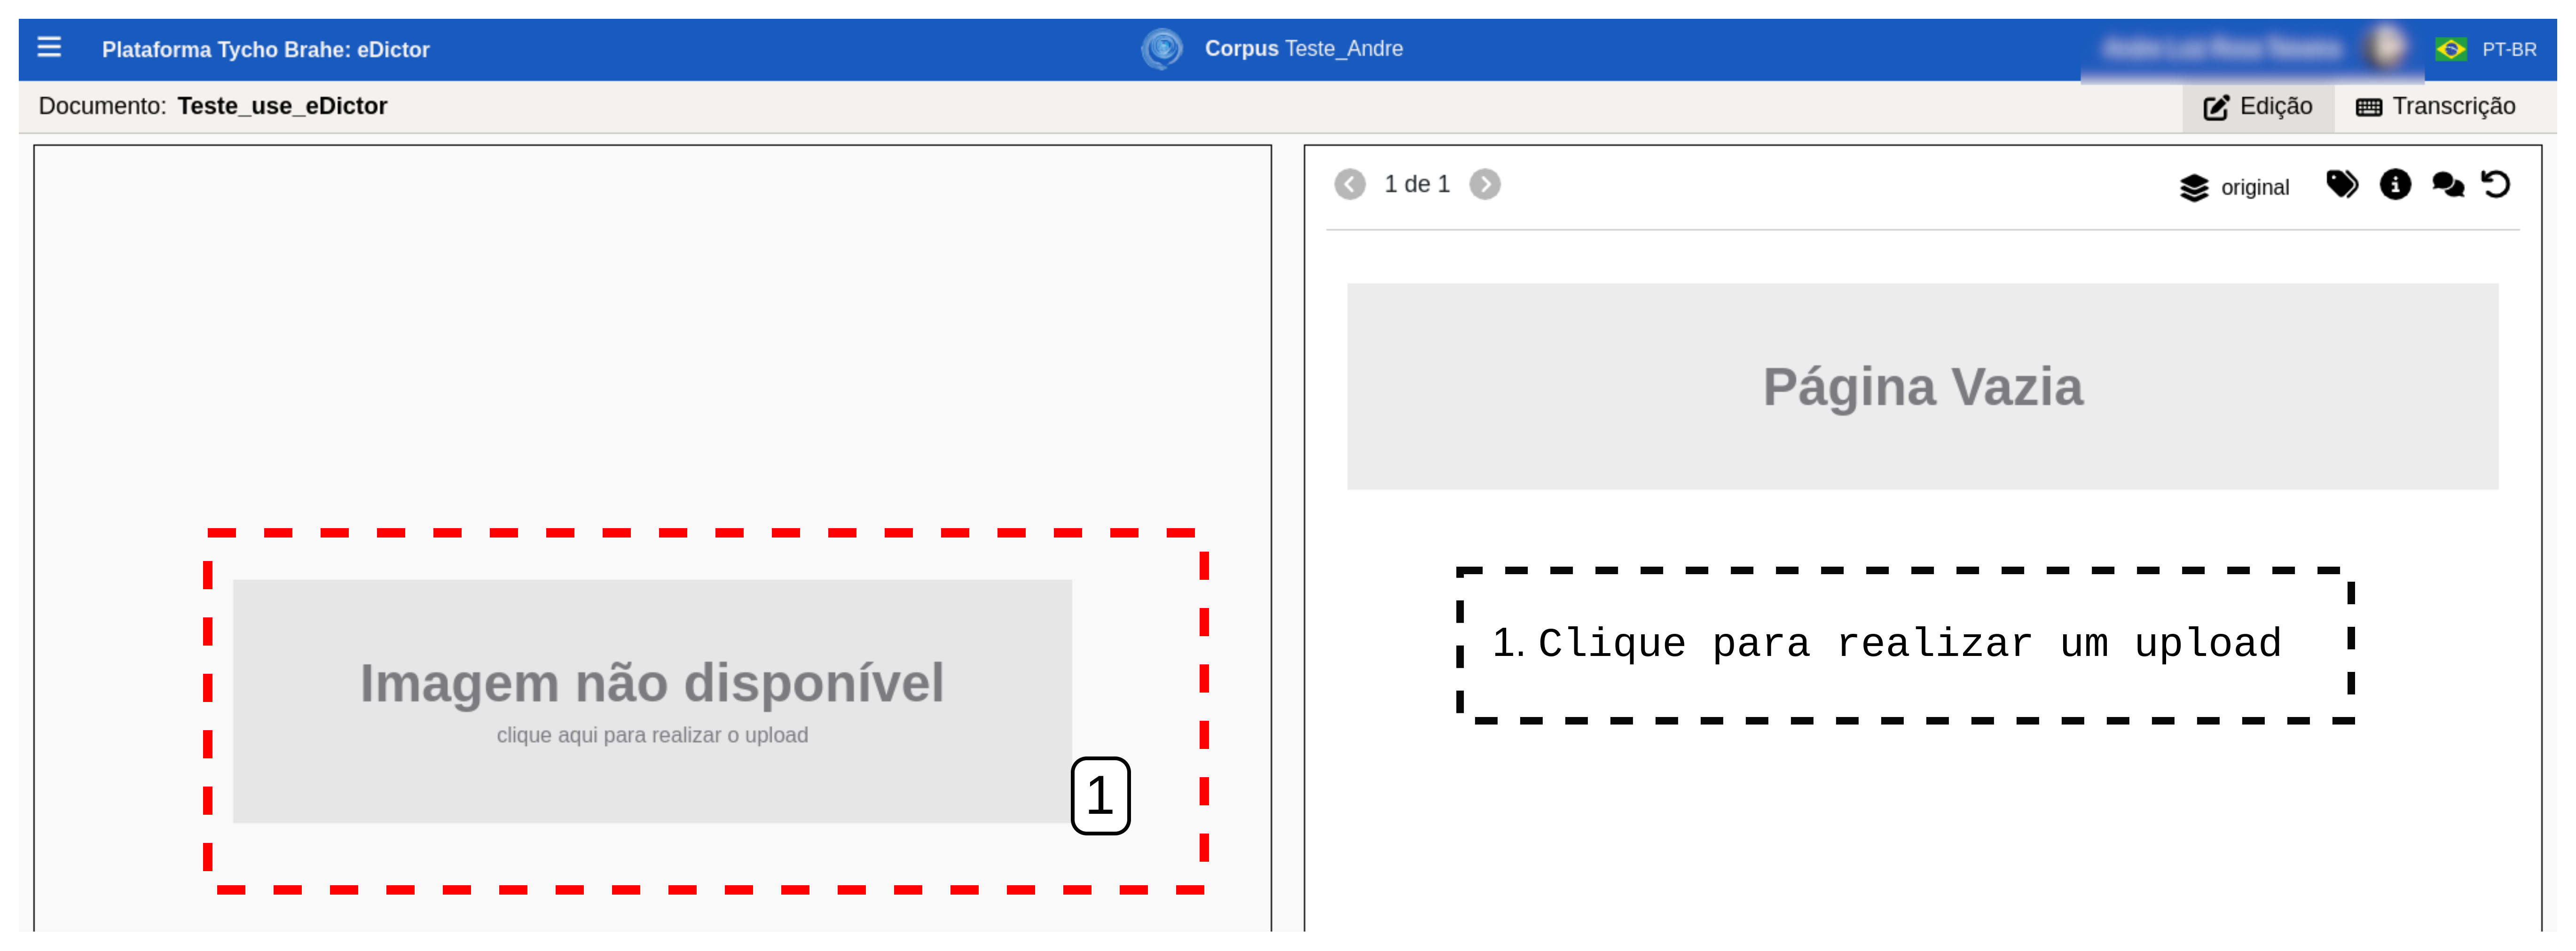 Plataforma Tycho Brahe: eDictor
Corpus Teste_Andre
PT-BR
Documento: Teste_use_eDictor
Edição
Transcrição
1 de 1
original
Página Vazia
Imagem não disponível
clique aqui para realizar o upload
1
1. Clique para realizar um upload